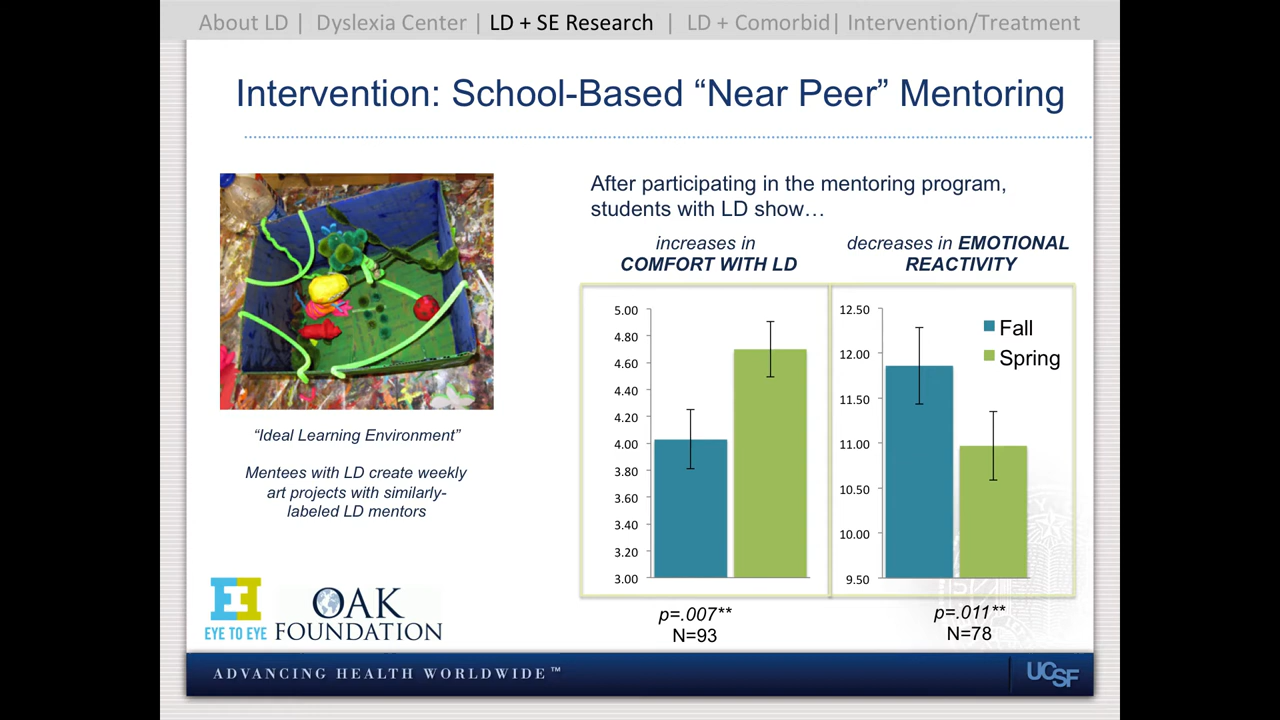 About LD | Dyslexia Center | LD + SE Research | LD + Comorbid| Intervention/Treatment
Intervention: School-Based “Near Peer” Mentoring
After participating in the mentoring program,
students with LD show…
increases in
COMFORT WITH LD
decreases in EMOTIONAL
REACTIVITY
5.00
4.80
4.60
4.40
4.20
4.00
3.80
3.60
3.40
3.20
3.00
12.50
12.00
11.50
11.00
10.50
10.00
9.50
Fall
Spring
p=.007**
N=93
p=.011**
N=78
“Ideal Learning Environment”
Mentees with LD create weekly
art projects with similarly-
labeled LD mentors
EYE TO EYE
OAK
FOUNDATION
ADVANCING HEALTH WORLDWIDE™
UCSF